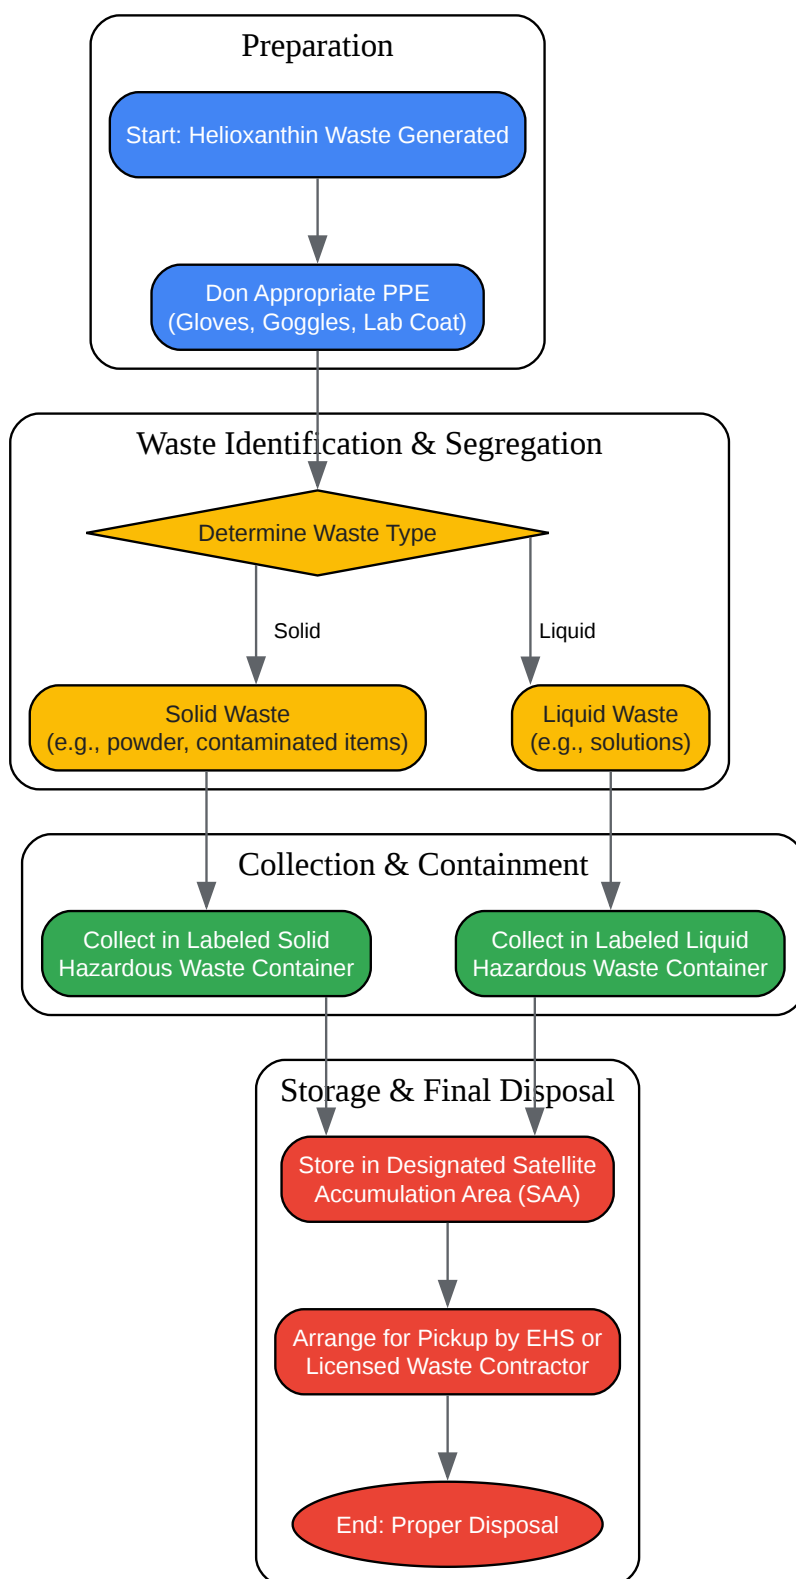 Preparation
Start: Helioxanthin Waste Generated
Don Appropriate PPE
(Gloves, Goggles, Lab Coat)
Waste Identification & Segregation
Determine Waste Type
Solid
Liquid
Solid Waste
(e.g., powder, contaminated items)
Liquid Waste
(e.g., solutions)
Collection & Containment
Collect in Labeled Solid
Hazardous Waste Container
Collect in Labeled Liquid
Hazardous Waste Container
Storage & Final Disposal
Store in Designated Satellite
Accumulation Area (SAA)
Arrange for Pickup by EHS or
Licensed Waste Contractor
End: Proper Disposal